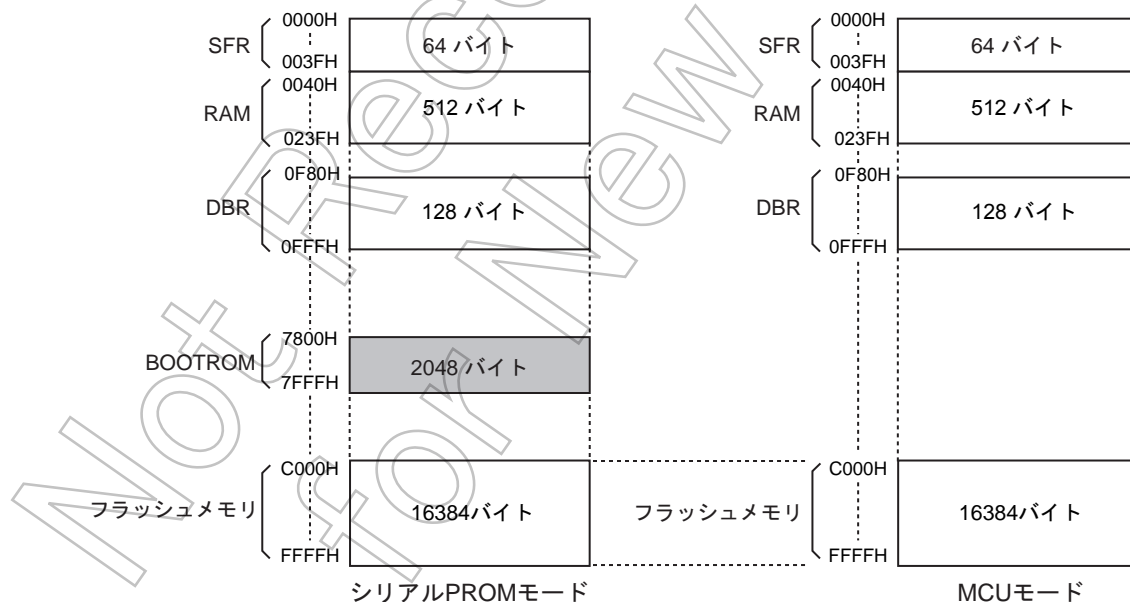 0000H
SFR
64 バイト
003FH
0040H
RAM
512 バイト
023FH
0F80H
DBR
128 バイト
0FFFH
7800H
BOOTROM
2048 バイト
7FFFH
C000H
フラッシュメモリ
16384バイト
FFFFH
シリアルPROMモード
0000H
SFR
64 バイト
003FH
0040H
RAM
512 バイト
023FH
0F80H
DBR
128 バイト
0FFFH
C000H
フラッシュメモリ
16384バイト
FFFFH
MCUモード
Not Reco
for New